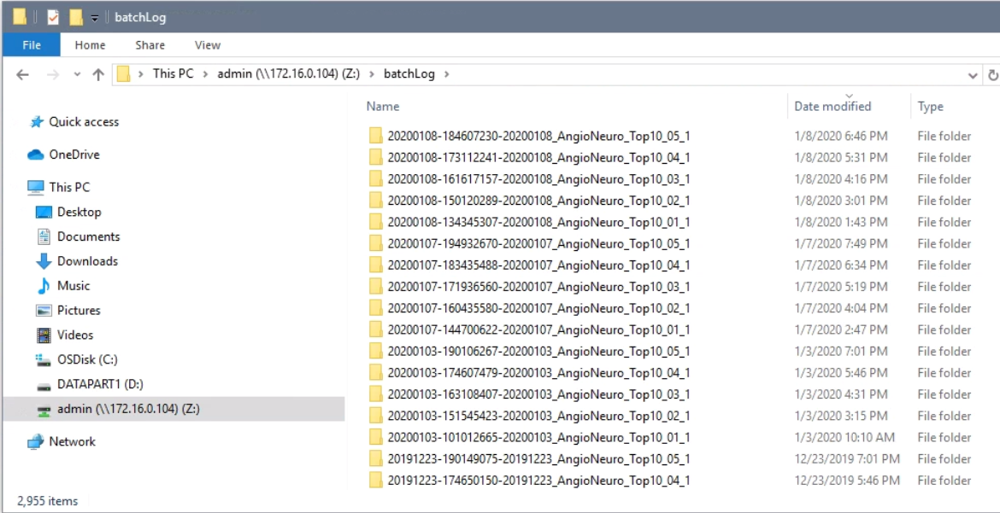 batchLog
File Home Share View
This PC admin (\\172.16.0.104) (Z:) batchLog
Name Date modified Type
Quick access
OneDrive
This PC
Desktop
Documents
Downloads
Music
Pictures
Videos
OSDisk (C:)
DATAPART1 (D:)
admin (\\172.16.0.104) (Z:)
Network
20200108-184607230-20200108_AngioNeuro_Top10_05_1 1/8/2020 6:46 PM File folder
20200108-173112241-20200108_AngioNeuro_Top10_04_1 1/8/2020 5:31 PM File folder
20200108-161617157-20200108_AngioNeuro_Top10_03_1 1/8/2020 4:16 PM File folder
20200108-150120289-20200108_AngioNeuro_Top10_02_1 1/8/2020 3:01 PM File folder
20200108-134345307-20200108_AngioNeuro_Top10_01_1 1/8/2020 1:43 PM File folder
20200107-194932670-20200107_AngioNeuro_Top10_05_1 1/7/2020 7:49 PM File folder
20200107-183435488-20200107_AngioNeuro_Top10_04_1 1/7/2020 6:34 PM File folder
20200107-171936560-20200107_AngioNeuro_Top10_03_1 1/7/2020 5:19 PM File folder
20200107-160435580-20200107_AngioNeuro_Top10_02_1 1/7/2020 4:04 PM File folder
20200107-144700622-20200107_AngioNeuro_Top10_01_1 1/7/2020 2:47 PM File folder
20200103-190106267-20200103_AngioNeuro_Top10_05_1 1/3/2020 7:01 PM File folder
20200103-174607479-20200103_AngioNeuro_Top10_04_1 1/3/2020 5:46 PM File folder
20200103-163108407-20200103_AngioNeuro_Top10_03_1 1/3/2020 4:31 PM File folder
20200103-151545423-20200103_AngioNeuro_Top10_02_1 1/3/2020 3:15 PM File folder
20200103-101012665-20200103_AngioNeuro_Top10_01_1 1/3/2020 10:10 AM File folder
20191223-190149075-20191223_AngioNeuro_Top10_05_1 12/23/2019 7:01 PM File folder
20191223-174650150-20191223_AngioNeuro_Top10_04_1 12/23/2019 5:46 PM File folder
2,955 items